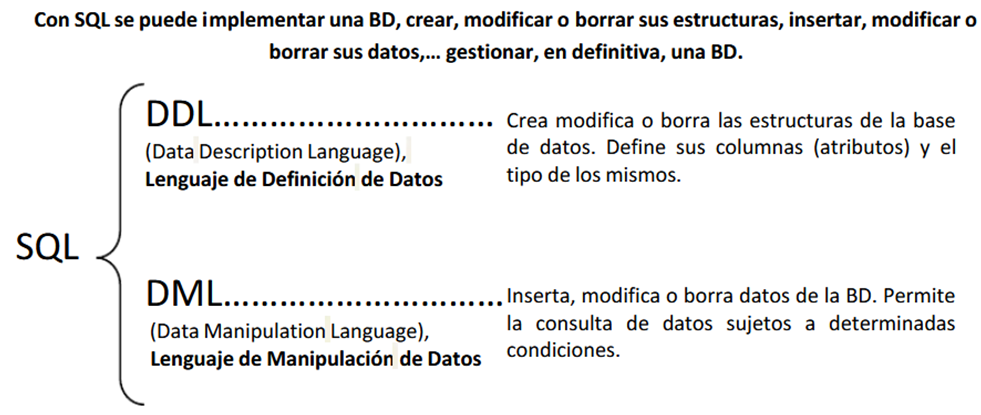 Con SQL se puede implementar una BD, crear, modificar o borrar sus estructuras, insertar, modificar o
borrar sus datos,... gestionar, en definitiva, una BD.
SQL
DDL..............................
(Data Description Language),
Lenguaje de Definición de Datos
Crea modifica o borra las estructuras de la base
de datos. Define sus columnas (atributos) y el
tipo de los mismos.
DML..............................
(Data Manipulation Language),
Lenguaje de Manipulación de Datos
Inserta, modifica o borra datos de la BD. Permite
la consulta de datos sujetos a determinadas
condiciones.